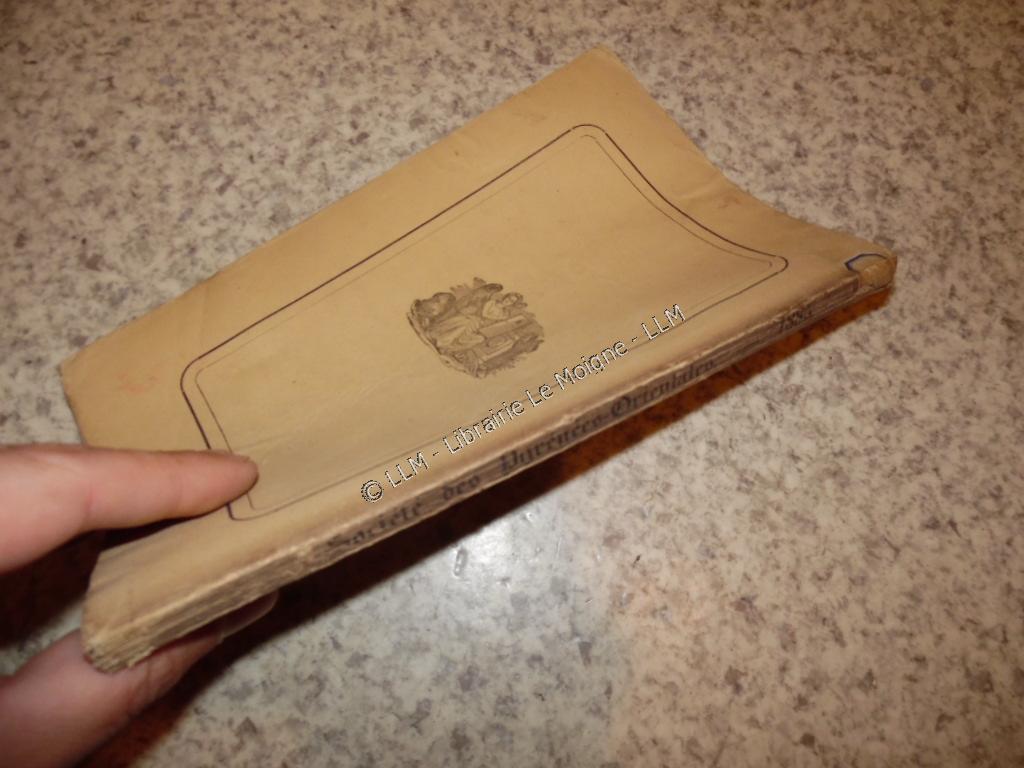 © LLM - Librairie Le Moigne - LLM
Société des Pyrénées-Orientales